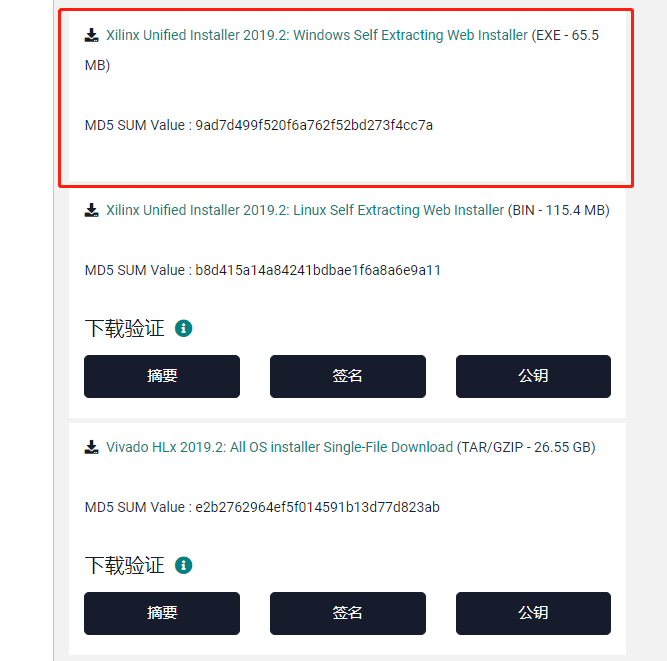 Xilinx Unified Installer 2019.2: Windows Self Extracting Web Installer (EXE - 65.5
MB)
MD5 SUM Value : 9ad7d499f520f6a762f52bd273f4cc7a
Xilinx Unified Installer 2019.2: Linux Self Extracting Web Installer (BIN - 115.4 MB)
MD5 SUM Value : b8d415a14a84241bdbae1f6a8a6e9a11
下载验证
摘要 签名 公钥
Vivado HLx 2019.2: All OS installer Single-File Download (TAR/GZIP - 26.55 GB)
MD5 SUM Value : e2b2762964ef5f014591b13d77d823ab
下载验证
摘要 签名 公钥